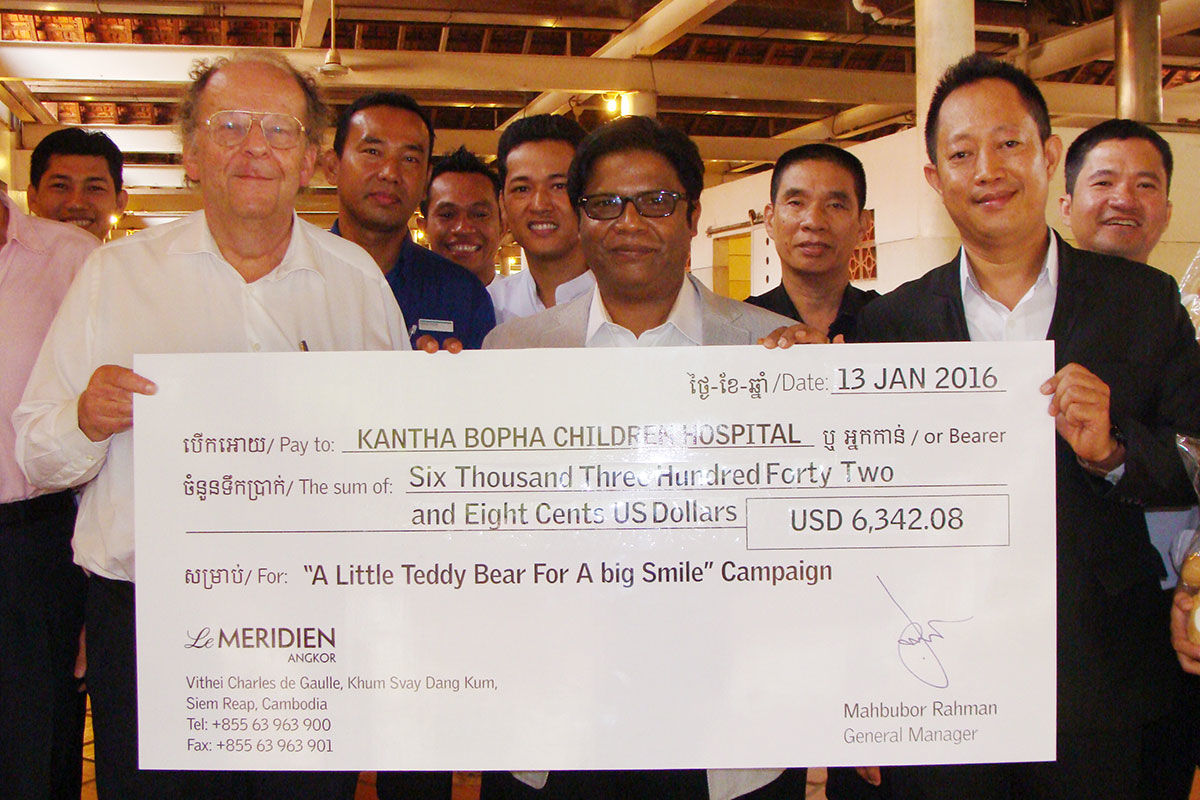 ថ្ងៃ-ខែ-ឆ្នាំ /Date: 13 JAN 2016
បើកអោយ/ Pay to: KANTHA BOPHA CHILDREN HOSPITAL ឬ អ្នកកាន់ / or Bearer
ចំនួនទឹកប្រាក់/ The sum of: Six Thousand Three Hundred Forty Two
and Eight Cents US Dollars USD 6,342.08
សម្រាប់/ For: "A Little Teddy Bear For A big Smile" Campaign
Le MERIDIEN
ANGKOR
Vithei Charles de Gaulle, Khum Svay Dang Kum,
Siem Reap, Cambodia
Tel: +855 63 963 900
Fax: +855 63 963 901
Mahbubor Rahman
General Manager